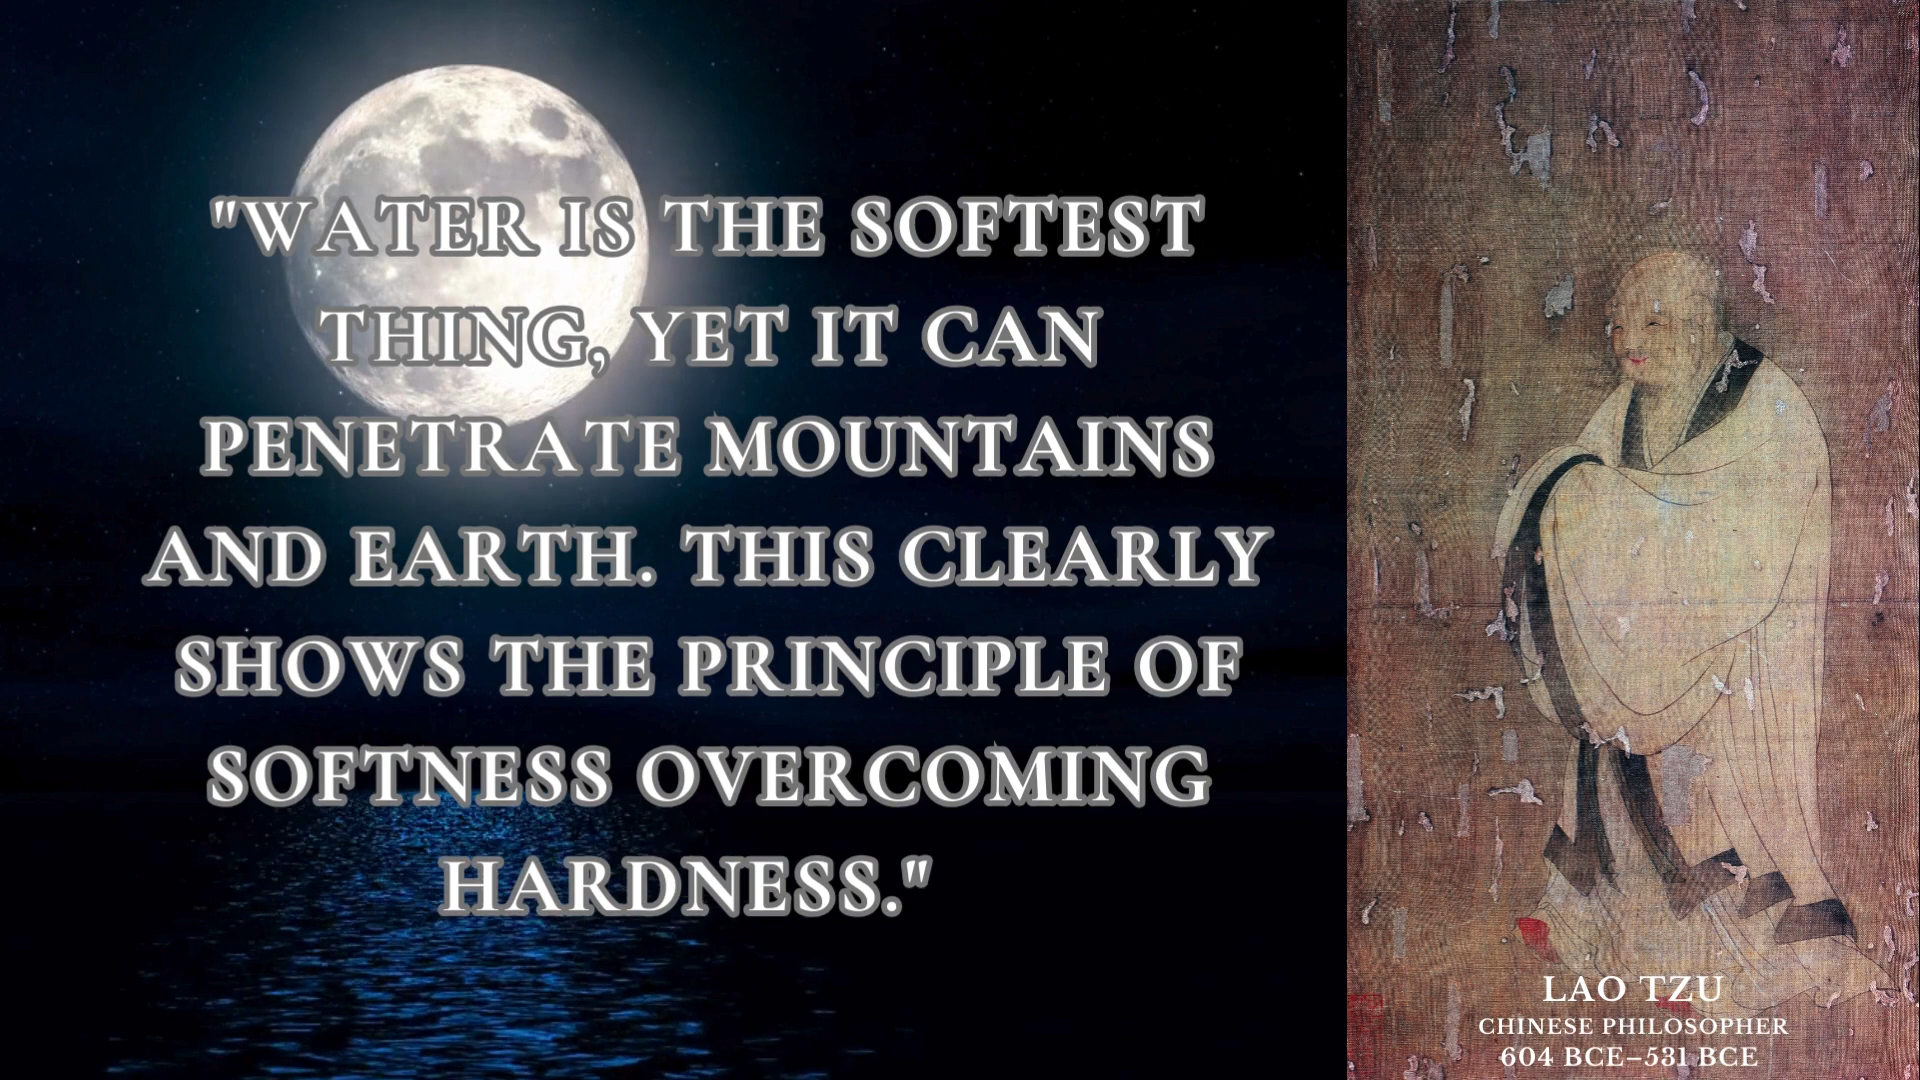 "WATER IS THE SOFTEST
THING, YET IT CAN
PENETRATE MOUNTAINS
AND EARTH. THIS CLEARLY
SHOWS THE PRINCIPLE OF
SOFTNESS OVERCOMING
HARDNESS."
LAO TZU
CHINESE PHILOSOPHER
604 BCE–531 BCE